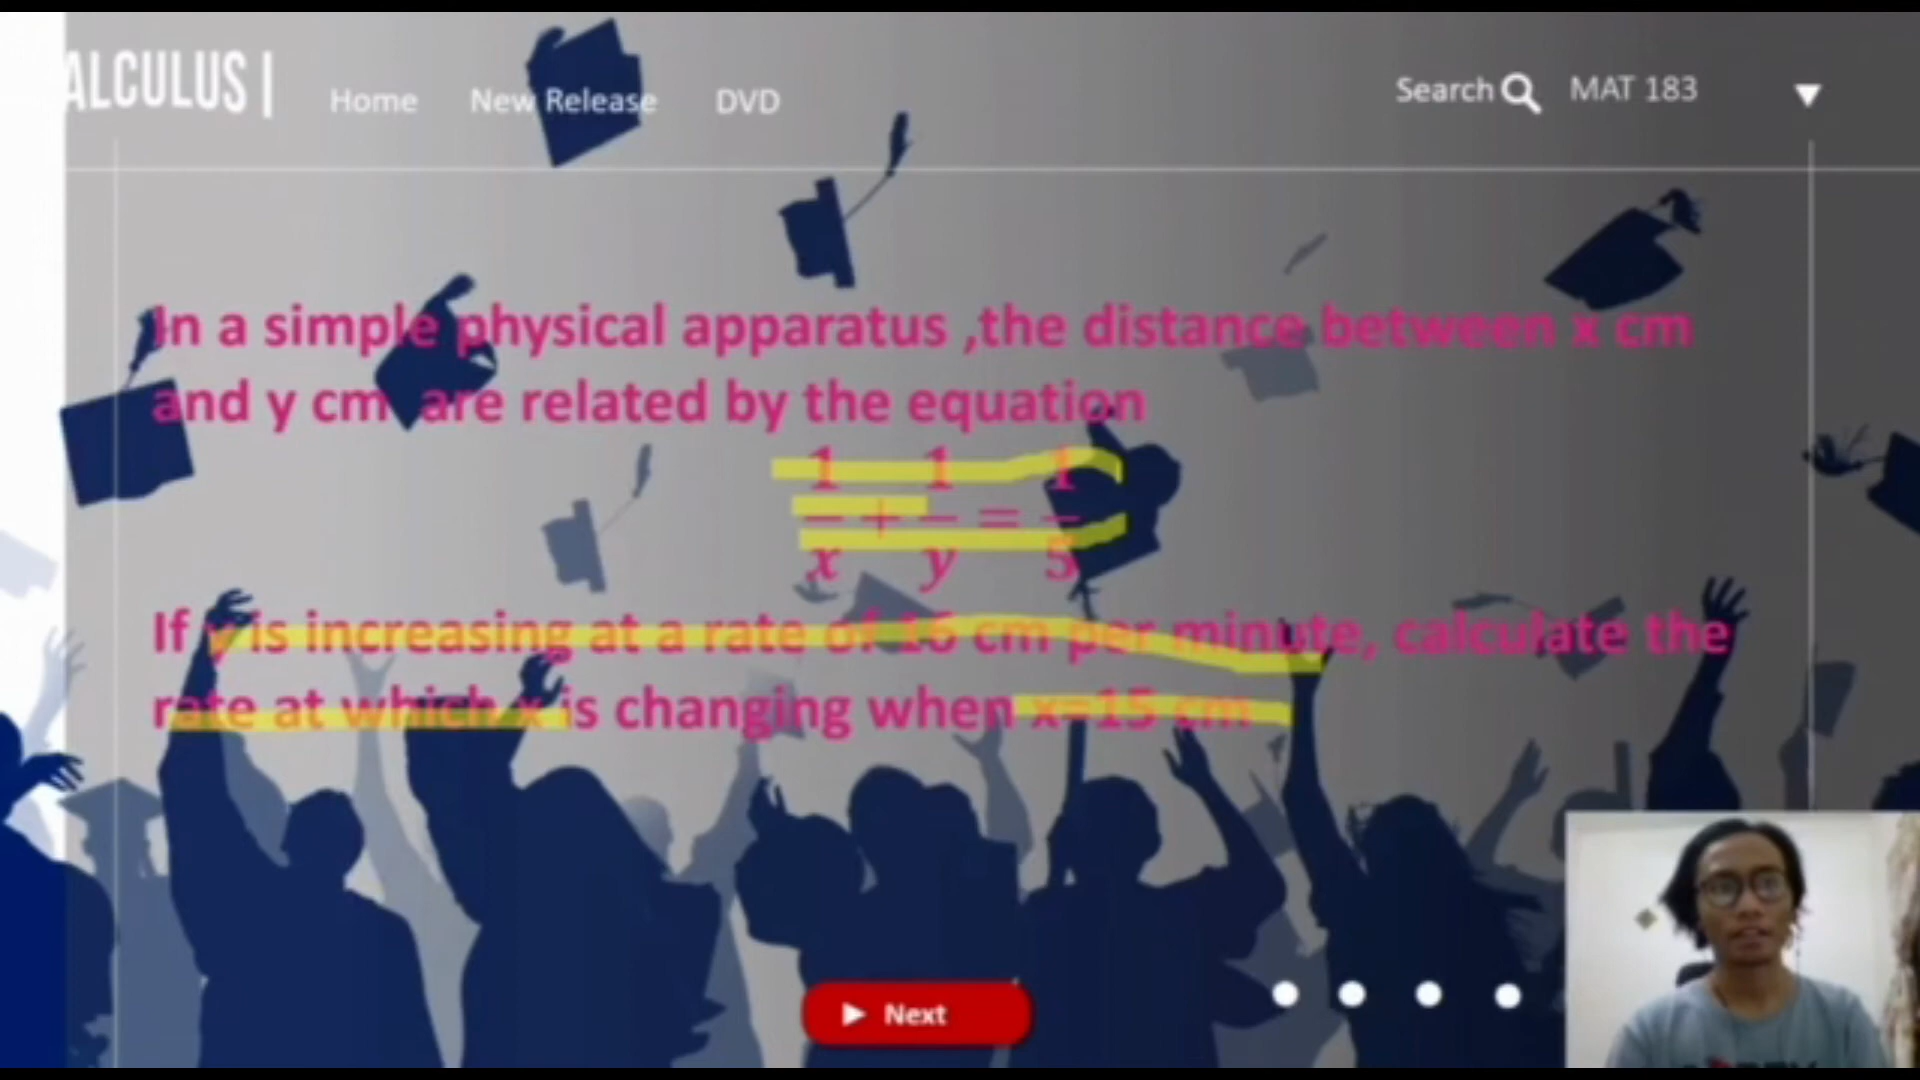 ALCULUS |
Home New Release DVD
Search MAT 183
In a simple physical apparatus ,the distance between x cm
and y cm are related by the equation
1/x + 1/y = 1/5
If y is increasing at a rate of 16 cm per minute, calculate the
rate at which x is changing when x=15 cm
Next